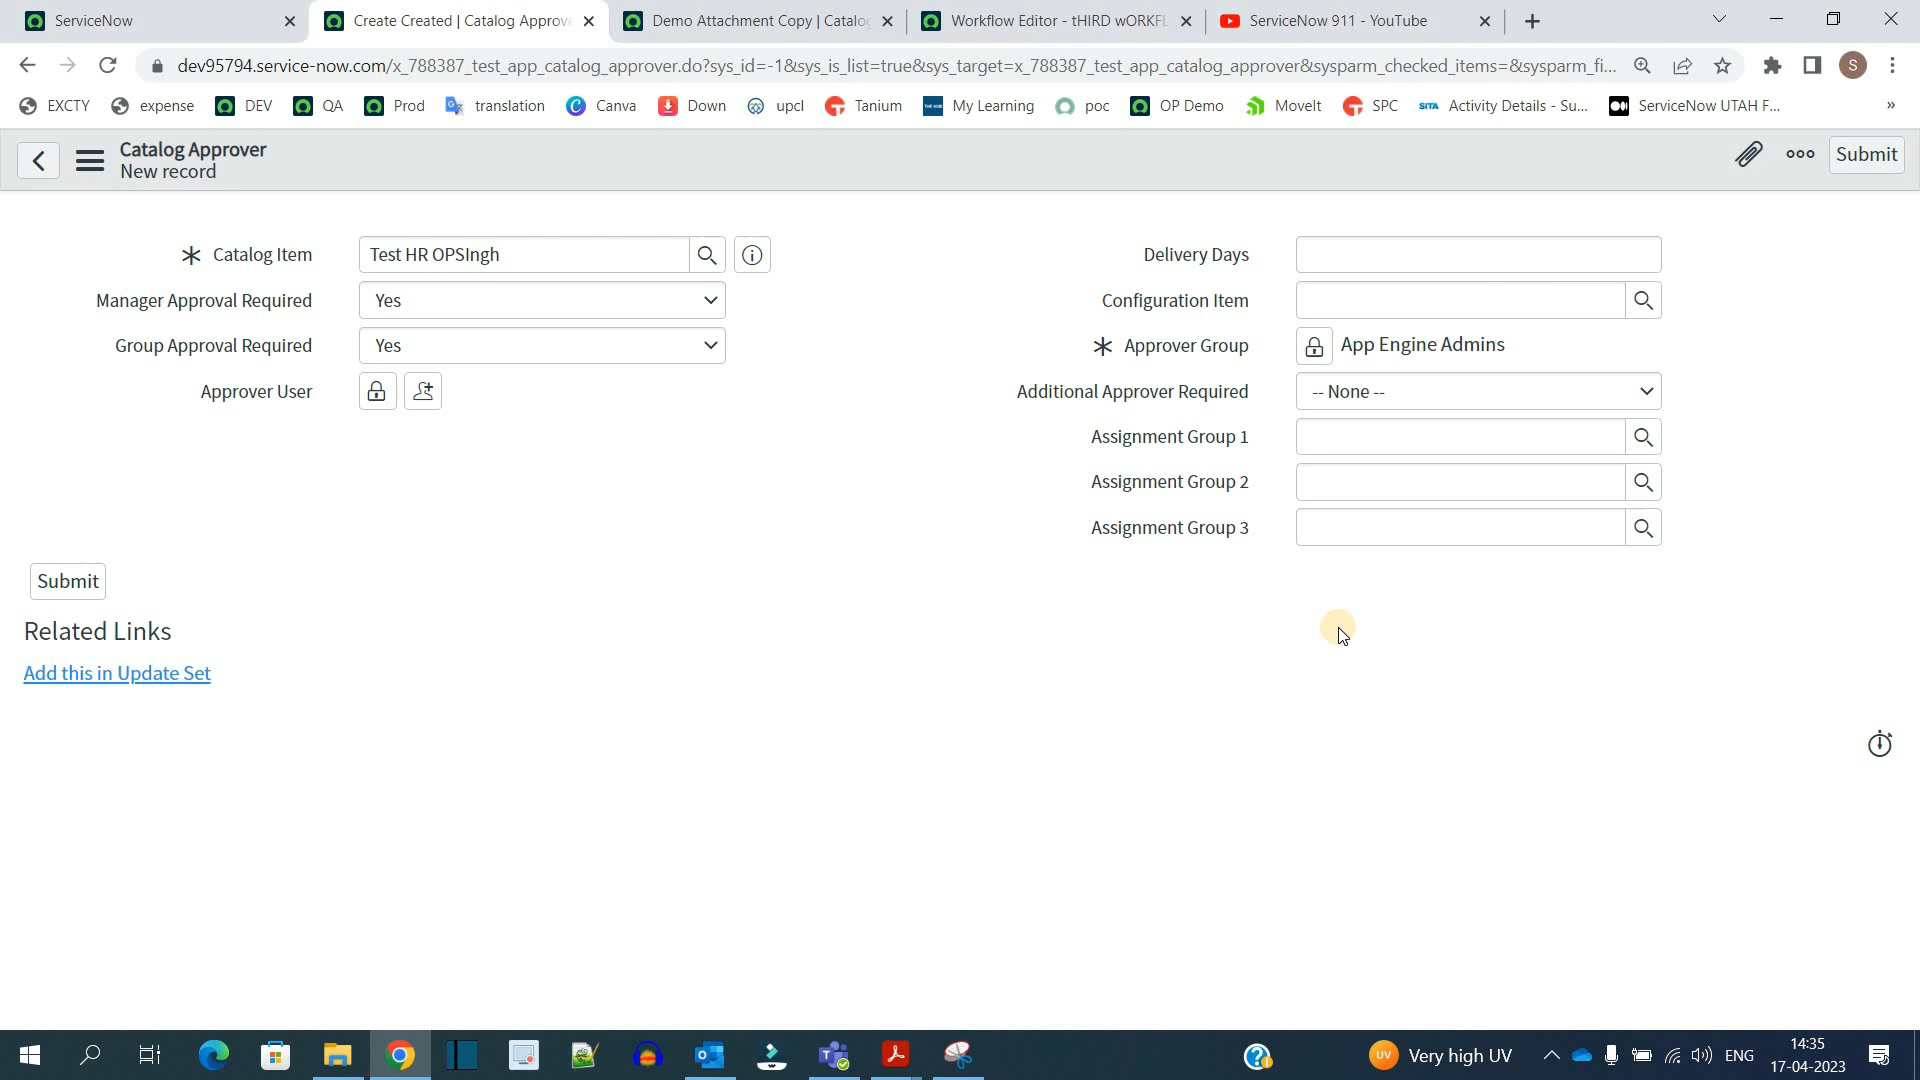 ServiceNow
Create Created | Catalog Approve
Demo Attachment Copy | Catalog
Workflow Editor - tHIRD wORKFL
ServiceNow 911 - YouTube
dev95794.service-now.com/x_788387_test_app_catalog_approver.do?sys_id=-1&sys_is_list=true&sys_target=x_788387_test_app_catalog_approver&sysparm_checked_items=&sysparm_fi...
S
EXCTY
expense
DEV
QA
Prod
translation
Canva
Down
upcl
Tanium
My Learning
poc
OP Demo
MoveIt
SPC
SITA Activity Details - Su...
ServiceNow UTAH F...
»
Catalog Approver
New record
Submit
Catalog Item
Test HR OPSIngh
Manager Approval Required
Yes
Group Approval Required
Yes
Approver User
Delivery Days
Configuration Item
Approver Group
App Engine Admins
Additional Approver Required
-- None --
Assignment Group 1
Assignment Group 2
Assignment Group 3
Submit
Related Links
Add this in Update Set
UV
Very high UV
ENG
14:35
17-04-2023